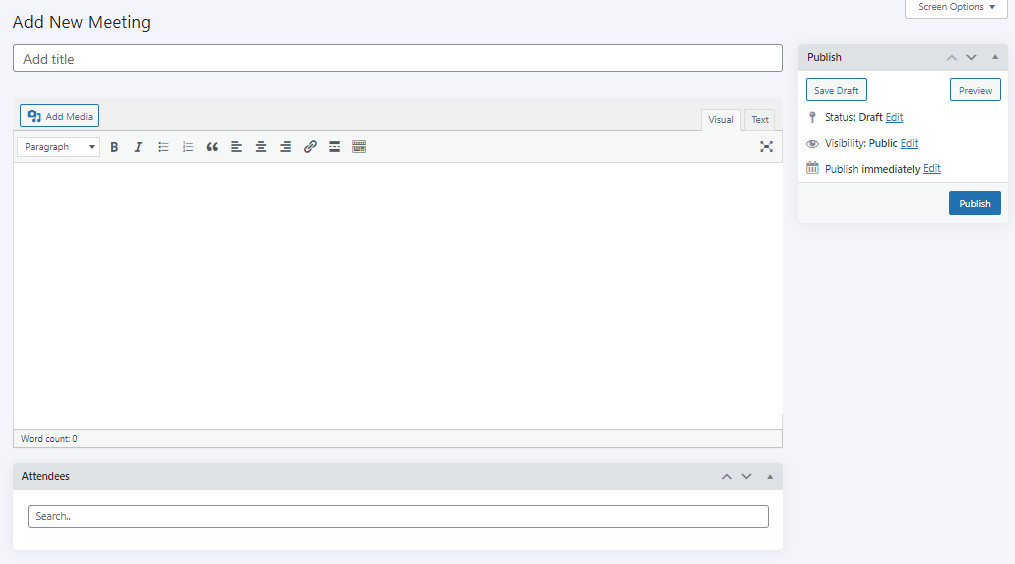 Screen Options
Add New Meeting
Add title
Add Media
Visual
Text
Paragraph
B
I
Word count: 0
Attendees
Search..
Publish
Save Draft
Preview
Status: Draft Edit
Visibility: Public Edit
Publish immediately Edit
Publish